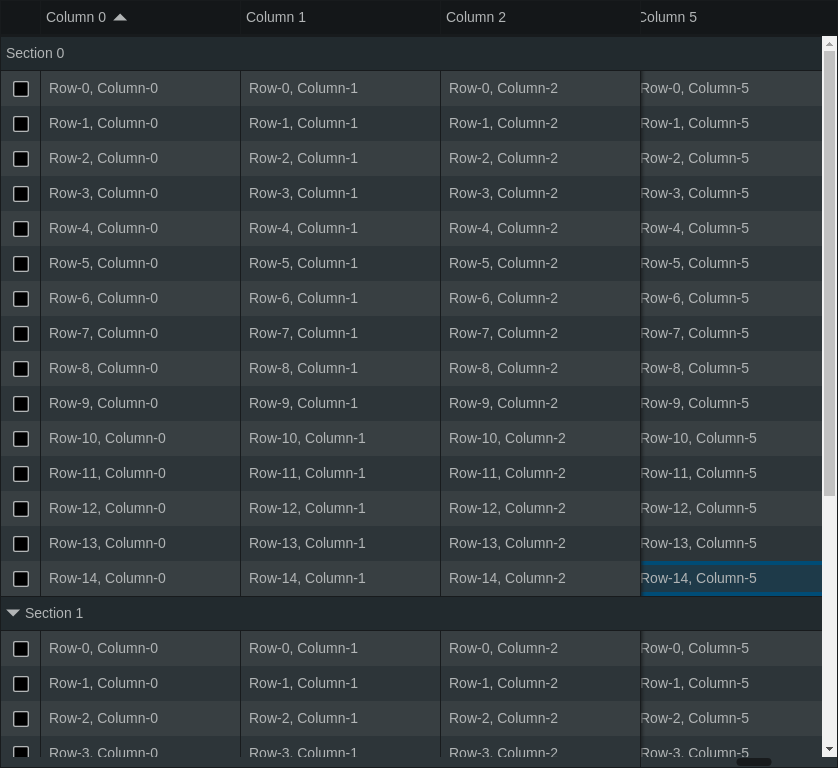 Column 0 Column 1 Column 2 Column 5
Section 0
Row-0, Column-0 Row-0, Column-1 Row-0, Column-2 Row-0, Column-5
Row-1, Column-0 Row-1, Column-1 Row-1, Column-2 Row-1, Column-5
Row-2, Column-0 Row-2, Column-1 Row-2, Column-2 Row-2, Column-5
Row-3, Column-0 Row-3, Column-1 Row-3, Column-2 Row-3, Column-5
Row-4, Column-0 Row-4, Column-1 Row-4, Column-2 Row-4, Column-5
Row-5, Column-0 Row-5, Column-1 Row-5, Column-2 Row-5, Column-5
Row-6, Column-0 Row-6, Column-1 Row-6, Column-2 Row-6, Column-5
Row-7, Column-0 Row-7, Column-1 Row-7, Column-2 Row-7, Column-5
Row-8, Column-0 Row-8, Column-1 Row-8, Column-2 Row-8, Column-5
Row-9, Column-0 Row-9, Column-1 Row-9, Column-2 Row-9, Column-5
Row-10, Column-0 Row-10, Column-1 Row-10, Column-2 Row-10, Column-5
Row-11, Column-0 Row-11, Column-1 Row-11, Column-2 Row-11, Column-5
Row-12, Column-0 Row-12, Column-1 Row-12, Column-2 Row-12, Column-5
Row-13, Column-0 Row-13, Column-1 Row-13, Column-2 Row-13, Column-5
Row-14, Column-0 Row-14, Column-1 Row-14, Column-2 Row-14, Column-5
Section 1
Row-0, Column-0 Row-0, Column-1 Row-0, Column-2 Row-0, Column-5
Row-1, Column-0 Row-1, Column-1 Row-1, Column-2 Row-1, Column-5
Row-2, Column-0 Row-2, Column-1 Row-2, Column-2 Row-2, Column-5
Row-3, Column-0 Row-3, Column-1 Row-3, Column-2 Row-3, Column-5